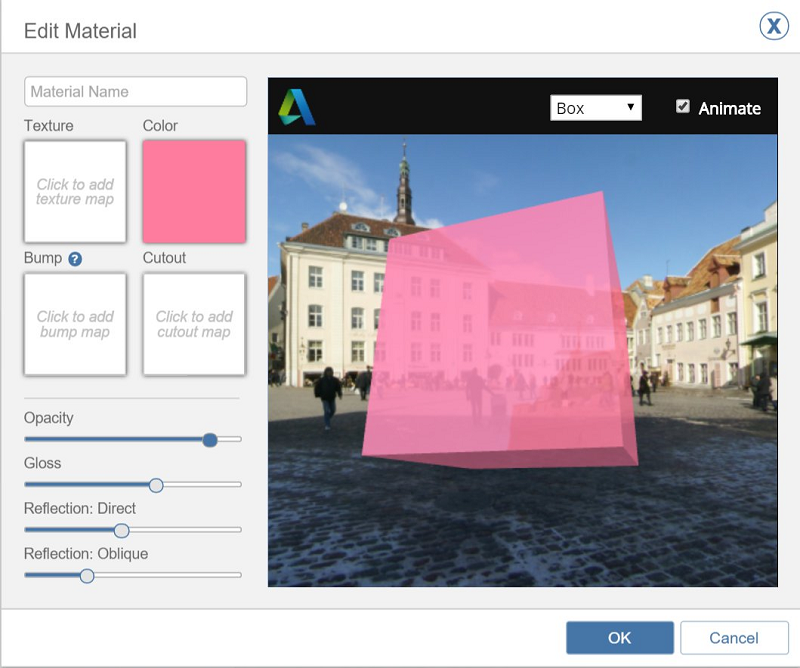 Edit Material
X
Material Name
Texture
Color
Click to add
texture map
Bump ?
Cutout
Click to add
bump map
Click to add
cutout map
Opacity
Gloss
Reflection: Direct
Reflection: Oblique
Box
Animate
OK
Cancel